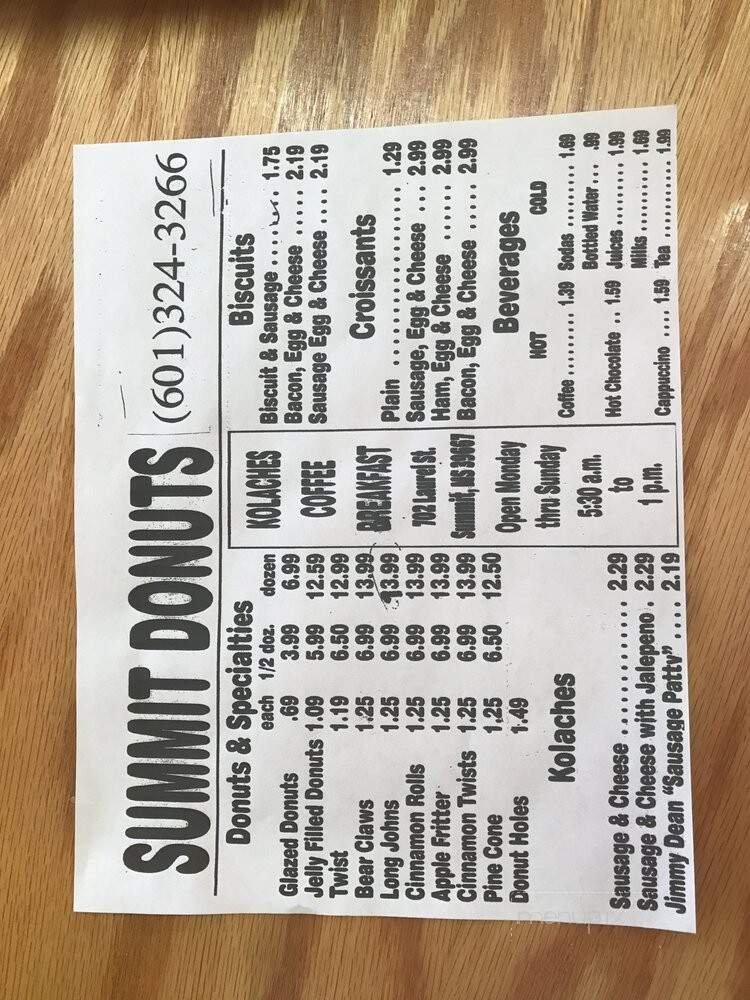 SUMMIT DONUTS (601)324-3266
Donuts & Specialties
each 1/2 doz. dozen
Glazed Donuts .69 3.99 6.99
Jelly Filled Donuts 1.09 5.99 12.59
Twist 1.19 6.50 12.99
Bear Claws 1.25 6.99 13.99
Long Johns 1.25 6.99 13.99
Cinnamon Rolls 1.25 6.99 13.99
Apple Fritter 1.25 6.99 13.99
Cinnamon Twists 1.25 6.99 13.99
Pine Cone 1.25 6.50 12.50
Donut Holes 1.49
Kolaches
Sausage & Cheese ............ 2.29
Sausage & Cheese with Jalepeno . 2.29
Jimmy Dean "Sausage Patty" .... 2.19
KOLACHES
COFFEE
BREAKFAST
702 Laurel St.
Summit, MS 39667
Open Monday
thru Sunday
5:30 a.m.
to
1 p.m.
Biscuits
Biscuit & Sausage ...... 1.75
Bacon, Egg & Cheese ..... 2.19
Sausage Egg & Cheese .... 2.19
Croissants
Plain .................. 1.29
Sausage, Egg & Cheese ... 2.99
Ham, Egg & Cheese ...... 2.99
Bacon, Egg & Cheese ..... 2.99
Beverages
HOT COLD
Coffee ......... 1.39 Sodas ......... 1.69
Bottled Water ... .99
Hot Chocolate .. 1.59 Juices ......... 1.99
Milks .......... 1.69
Cappuccino .... 1.59 Tea ........... 1.99
menupix